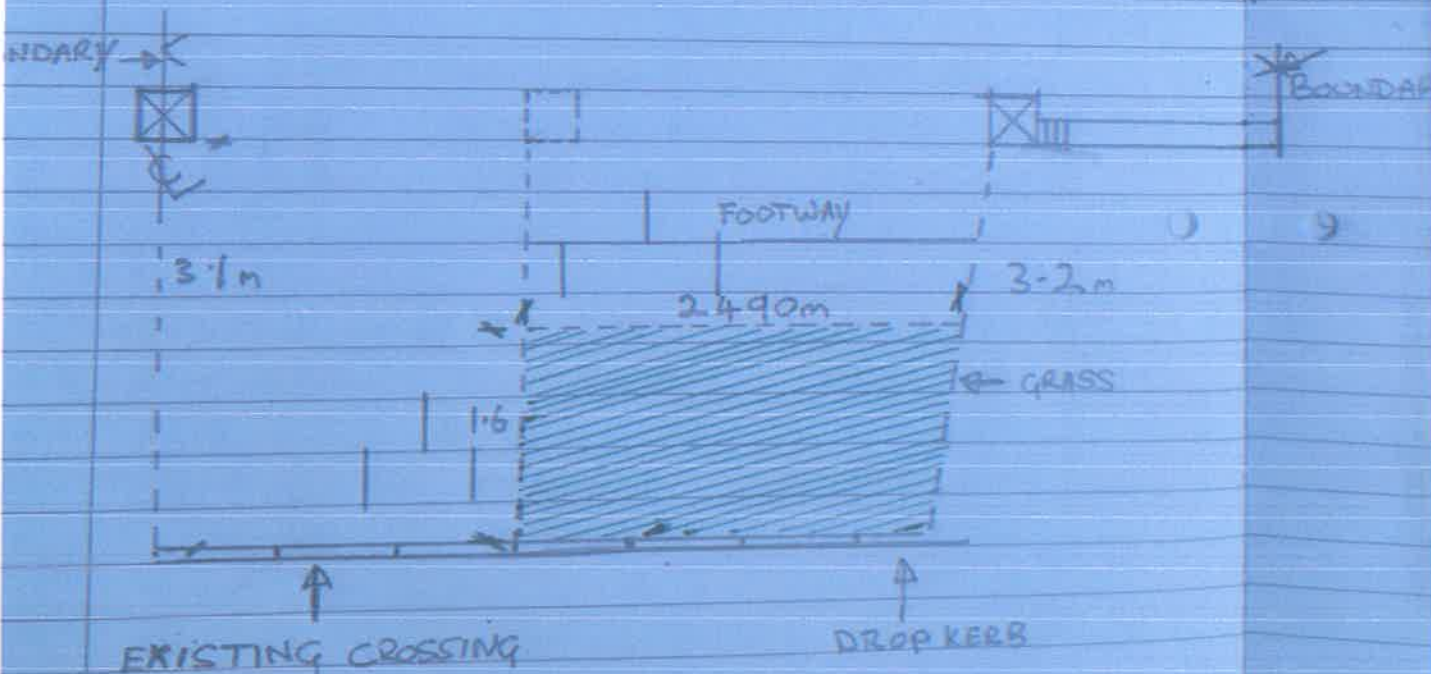 NDARY
BOUNDAR
℄
FOOTWAY
3.1m
3.2m
2.490m
GRASS
1.6
EXISTING CROSSING
DROP KERB